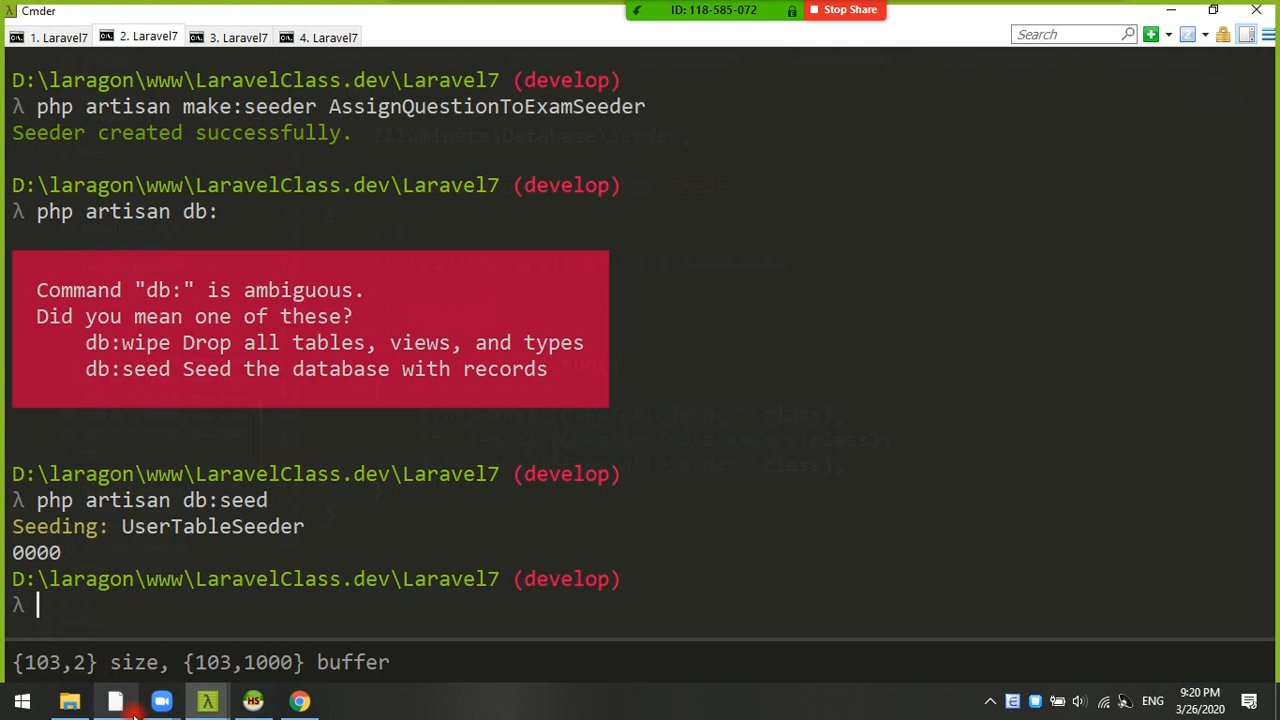 Cmder
ID: 118-585-072
Stop Share
1. Laravel7
2. Laravel7
3. Laravel7
4. Laravel7
Search
D:\laragon\www\LaravelClass.dev\Laravel7 (develop)
λ php artisan make:seeder AssignQuestionToExamSeeder
Seeder created successfully.
Illuminate\Database\Seeder;
D:\laragon\www\LaravelClass.dev\Laravel7 (develop)
λ php artisan db:
Command "db:" is ambiguous.
Did you mean one of these?
db:wipe Drop all tables, views, and types
db:seed Seed the database with records
D:\laragon\www\LaravelClass.dev\Laravel7 (develop)
λ php artisan db:seed
Seeding: UserTableSeeder
0000
D:\laragon\www\LaravelClass.dev\Laravel7 (develop)
λ
{103,2} size, {103,1000} buffer
λ
HS
ENG
9:20 PM
3/26/2020